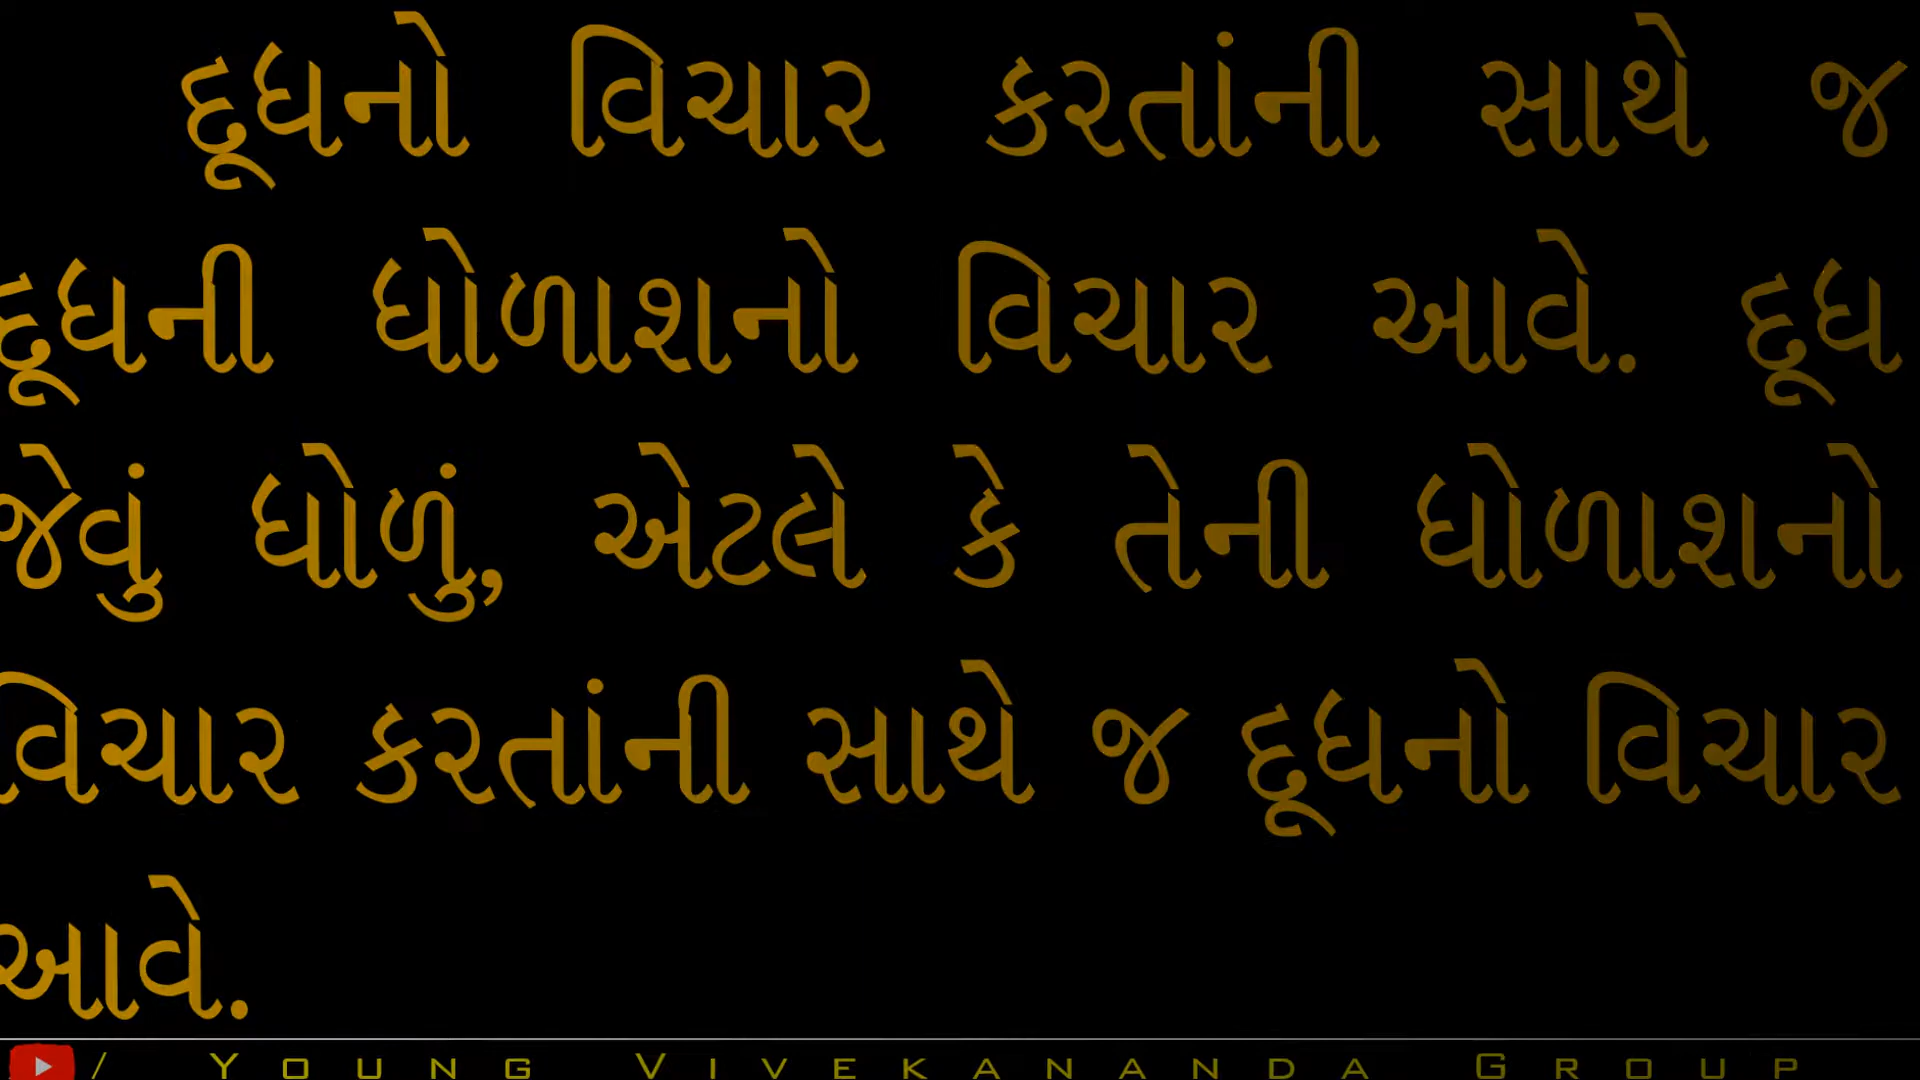 દૂધનો વિચાર કરતાંની સાથે જ
દૂધની ધોળાશનો વિચાર આવે. દૂધ
જેવું ધોળું, એટલે કે તેની ધોળાશનો
વિચાર કરતાંની સાથે જ દૂધનો વિચાર
આવે.
/ YOUNG VIVEKANANDA GROUP